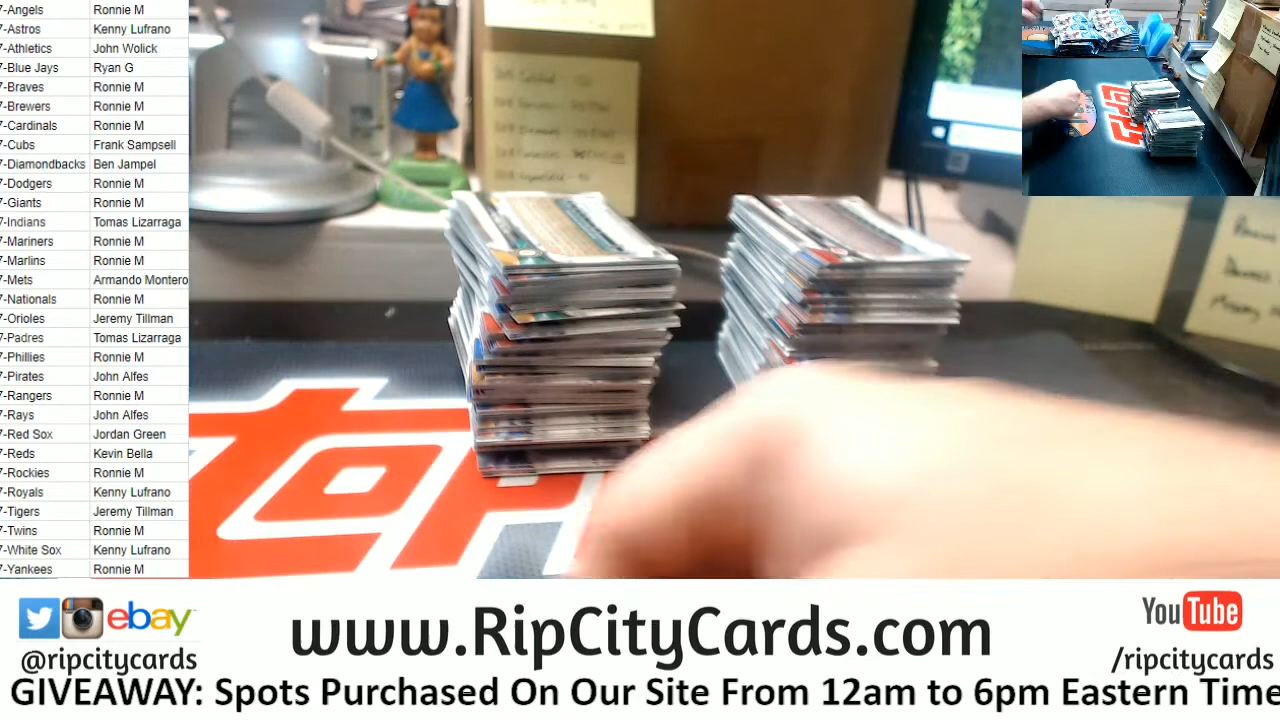 7-Angels Ronnie M
7-Astros Kenny Lufrano
7-Athletics John Wolick
7-Blue Jays Ryan G
7-Braves Ronnie M
7-Brewers Ronnie M
7-Cardinals Ronnie M
7-Cubs Frank Sampsell
7-Diamondbacks Ben Jampel
7-Dodgers Ronnie M
7-Giants Ronnie M
7-Indians Tomas Lizarraga
7-Mariners Ronnie M
7-Marlins Ronnie M
7-Mets Armando Montero
7-Nationals Ronnie M
7-Orioles Jeremy Tillman
7-Padres Tomas Lizarraga
7-Phillies Ronnie M
7-Pirates John Alfes
7-Rangers Ronnie M
7-Rays John Alfes
7-Red Sox Jordan Green
7-Reds Kevin Bella
7-Rockies Ronnie M
7-Royals Kenny Lufrano
7-Tigers Jeremy Tillman
7-Twins Ronnie M
7-White Sox Kenny Lufrano
7-Yankees Ronnie M
ebay
@ripcitycards
www.RipCityCards.com
YouTube
/ripcitycards
GIVEAWAY: Spots Purchased On Our Site From 12am to 6pm Eastern Time